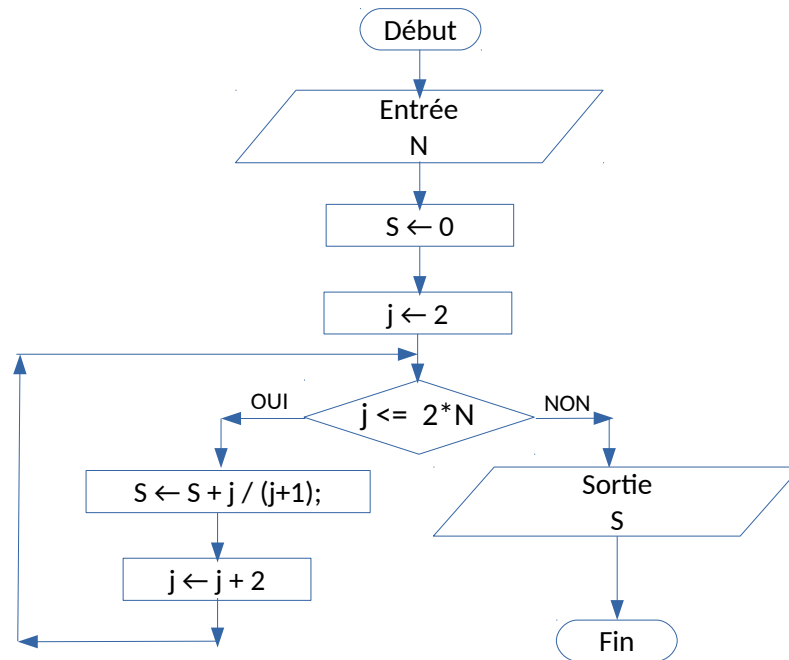 Début
Entrée
N
S ← 0
j ← 2
j <=  2*N
OUI
NON
S ← S + j / (j+1);
j ← j + 2
Sortie
S
Fin